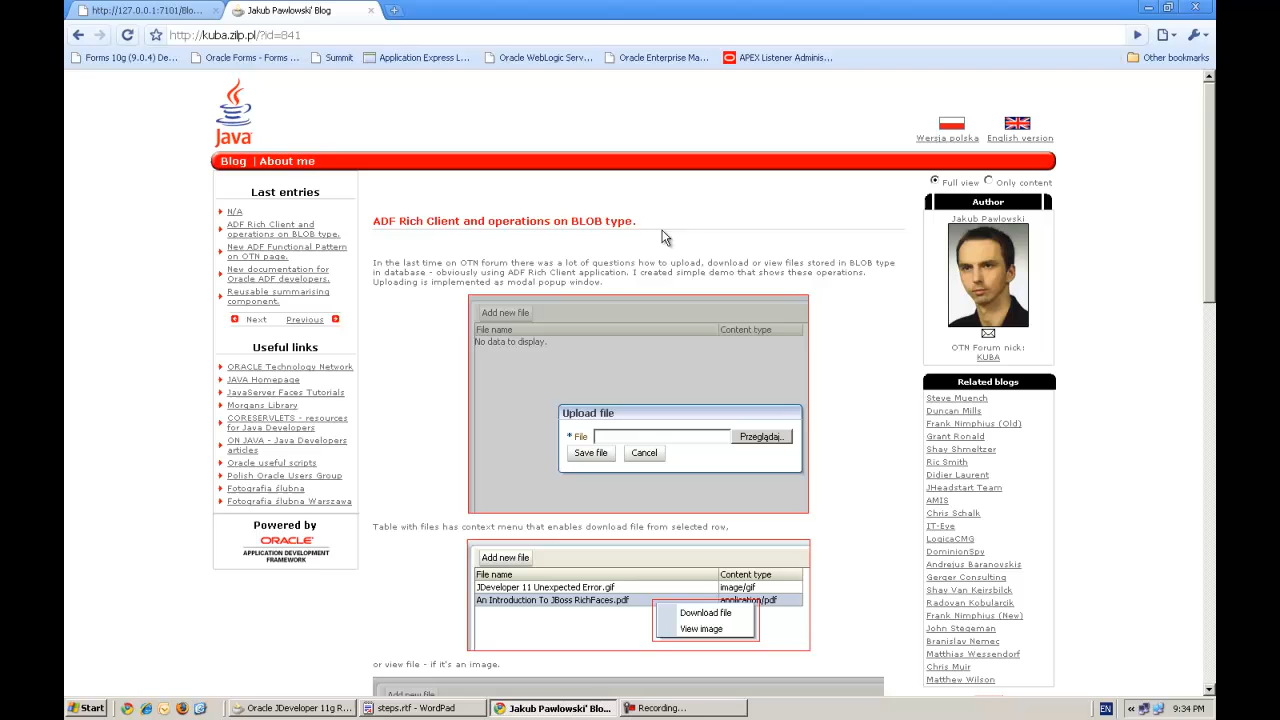 http://127.0.0.1:7101/Blo...
Jakub Pawlowski' Blog
http://kuba.zilp.pl/?id=841
Forms 10g (9.0.4) De...
Oracle Forms - Forms ...
Summit
Application Express L...
Oracle WebLogic Serv...
Oracle Enterprise Ma...
APEX Listener Adminis...
Other bookmarks
Java
Wersja polska
English version
Blog | About me
Full view
Only content
Last entries
N/A
ADF Rich Client and
operations on BLOB type.
New ADF Functional Pattern
on OTN page.
New documentation for
Oracle ADF developers.
Reusable summarising
component.
Next
Previous
Useful links
ORACLE Technology Network
JAVA Homepage
JavaServer Faces Tutorials
Morgans Library
CORESERVLETS - resources
for Java Developers
ON JAVA - Java Developers
articles
Oracle useful scripts
Polish Oracle Users Group
Fotografia ślubna
Fotografia ślubna Warszawa
Powered by
ORACLE
APPLICATION DEVELOPMENT
FRAMEWORK
ADF Rich Client and operations on BLOB type.
In the last time on OTN forum there was a lot of questions how to upload, download or view files stored in BLOB type
in database - obviously using ADF Rich Client application. I created simple demo that shows these operations.
Uploading is implemented as modal popup window.
Add new file
File name
Content type
No data to display.
Upload file
* File
Przeglądaj...
Save file
Cancel
Table with files has context menu that enables download file from selected row,
Add new file
File name
Content type
JDeveloper 11 Unexpected Error.gif
image/gif
An Introduction To JBoss RichFaces.pdf
application/pdf
Download file
View image
or view file - if it's an image.
Add new file
Author
Jakub Pawlowski
OTN Forum nick:
KUBA
Related blogs
Steve Muench
Duncan Mills
Frank Nimphius (Old)
Grant Ronald
Shay Shmeltzer
Ric Smith
Didier Laurent
JHeadstart Team
AMIS
Chris Schalk
IT-Eye
LogicaCMG
DominionSpy
Andrejus Baranovskis
Gerger Consulting
Shay Van Keirsbilck
Radovan Kobularcik
Frank Nimphius (New)
John Stegeman
Branislav Nemec
Matthias Wessendorf
Chris Muir
Matthew Wilson
Start
Oracle JDeveloper 11g R...
steps.rtf - WordPad
Jakub Pawlowski' Blo...
Recording...
EN
9:34 PM